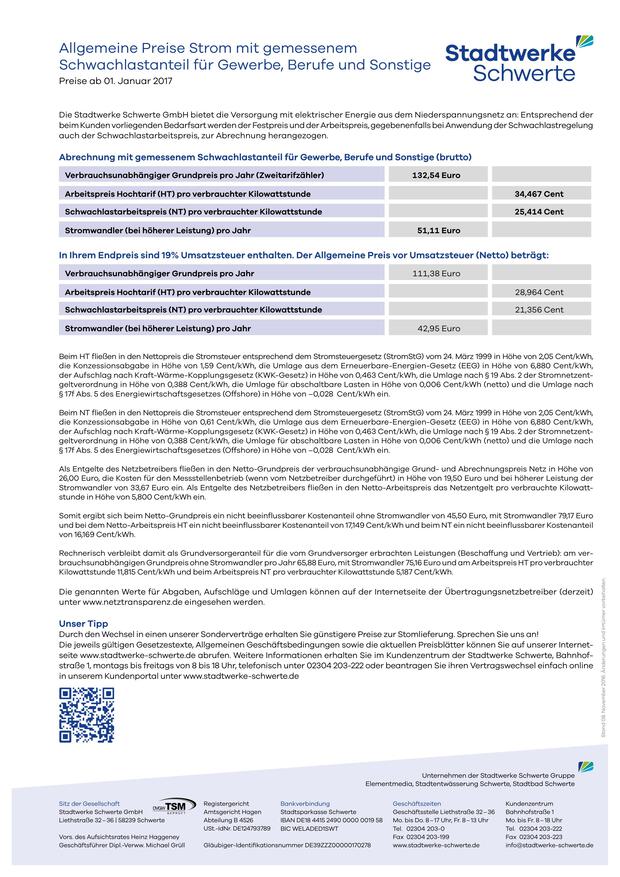 Allgemeine Preise Strom mit gemessenem
Schwachlastanteil für Gewerbe, Berufe und Sonstige
Preise ab 01. Januar 2017
Stadtwerke
Schwerte
Die Stadtwerke Schwerte GmbH bietet die Versorgung mit elektrischer Energie aus dem Niederspannungsnetz an: Entsprechend der
beim Kunden vorliegenden Bedarfsart werden der Festpreis und der Arbeitspreis, gegebenenfalls bei Anwendung der Schwachlastregelung
auch der Schwachlastarbeitspreis, zur Abrechnung herangezogen.
Abrechnung mit gemessenem Schwachlastanteil für Gewerbe, Berufe und Sonstige (brutto)
Verbrauchsunabhängiger Grundpreis pro Jahr (Zweitarifzähler) 132,54 Euro
Arbeitspreis Hochtarif (HT) pro verbrauchter Kilowattstunde 34,467 Cent
Schwachlastarbeitspreis (NT) pro verbrauchter Kilowattstunde 25,414 Cent
Stromwandler (bei höherer Leistung) pro Jahr 51,11 Euro
In Ihrem Endpreis sind 19% Umsatzsteuer enthalten. Der Allgemeine Preis vor Umsatzsteuer (Netto) beträgt:
Verbrauchsunabhängiger Grundpreis pro Jahr 111,38 Euro
Arbeitspreis Hochtarif (HT) pro verbrauchter Kilowattstunde 28,964 Cent
Schwachlastarbeitspreis (NT) pro verbrauchter Kilowattstunde 21,356 Cent
Stromwandler (bei höherer Leistung) pro Jahr 42,95 Euro
Beim HT fließen in den Nettopreis die Stromsteuer entsprechend dem Stromsteuergesetz (StromStG) vom 24. März 1999 in Höhe von 2,05 Cent/kWh,
die Konzessionsabgabe in Höhe von 1,59 Cent/kWh, die Umlage aus dem Erneuerbare-Energien-Gesetz (EEG) in Höhe von 6,880 Cent/kWh,
der Aufschlag nach Kraft-Wärme-Kopplungsgesetz (KWK-Gesetz) in Höhe von 0,463 Cent/kWh, die Umlage nach § 19 Abs. 2 der Stromnetzent-
geltverordnung in Höhe von 0,388 Cent/kWh, die Umlage für abschaltbare Lasten in Höhe von 0,006 Cent/kWh (netto) und die Umlage nach
§ 17f Abs. 5 des Energiewirtschaftsgesetzes (Offshore) in Höhe von –0,028 Cent/kWh ein.
Beim NT fließen in den Nettopreis die Stromsteuer entsprechend dem Stromsteuergesetz (StromStG) vom 24. März 1999 in Höhe von 2,05 Cent/kWh,
die Konzessionsabgabe in Höhe von 0,61 Cent/kWh, die Umlage aus dem Erneuerbare-Energien-Gesetz (EEG) in Höhe von 6,880 Cent/kWh,
der Aufschlag nach Kraft-Wärme-Kopplungsgesetz (KWK-Gesetz) in Höhe von 0,463 Cent/kWh, die Umlage nach § 19 Abs. 2 der Stromnetzent-
geltverordnung in Höhe von 0,388 Cent/kWh, die Umlage für abschaltbare Lasten in Höhe von 0,006 Cent/kWh (netto) und die Umlage nach
§ 17f Abs. 5 des Energiewirtschaftsgesetzes (Offshore) in Höhe von –0,028 Cent/kWh ein.
Als Entgelte des Netzbetreibers fließen in den Netto-Grundpreis der verbrauchsunabhängige Grund- und Abrechnungspreis Netz in Höhe von
26,00 Euro, die Kosten für den Messstellenbetrieb (wenn vom Netzbetreiber durchgeführt) in Höhe von 19,50 Euro und bei höherer Leistung der
Stromwandler von 33,67 Euro ein. Als Entgelte des Netzbetreibers fließen in den Netto-Arbeitspreis das Netzentgelt pro verbrauchte Kilowatt-
stunde in Höhe von 5,800 Cent/kWh ein.
Somit ergibt sich beim Netto-Grundpreis ein nicht beeinflussbarer Kostenanteil ohne Stromwandler von 45,50 Euro, mit Stromwandler 79,17 Euro
und bei dem Netto-Arbeitspreis HT ein nicht beeinflussbarer Kostenanteil von 17,149 Cent/kWh und beim NT ein nicht beeinflussbarer Kostenanteil
von 16,169 Cent/kWh.
Rechnerisch verbleibt damit als Grundversorgeranteil für die vom Grundversorger erbrachten Leistungen (Beschaffung und Vertrieb): am ver-
brauchsunabhängigen Grundpreis ohne Stromwandler pro Jahr 65,88 Euro, mit Stromwandler 75,16 Euro und am Arbeitspreis HT pro verbrauchter
Kilowattstunde 11,815 Cent/kWh und beim Arbeitspreis NT pro verbrauchter Kilowattstunde 5,187 Cent/kWh.
Die genannten Werte für Abgaben, Aufschläge und Umlagen können auf der Internetseite der Übertragungsnetzbetreiber (derzeit)
unter www.netztransparenz.de eingesehen werden.
Unser Tipp
Durch den Wechsel in einen unserer Sonderverträge erhalten Sie günstigere Preise zur Stomlieferung. Sprechen Sie uns an!
Die jeweils gültigen Gesetzestexte, Allgemeinen Geschäftsbedingungen sowie die aktuellen Preisblätter können Sie auf unserer Internet-
seite www.stadtwerke-schwerte.de abrufen. Weitere Informationen erhalten Sie im Kundenzentrum der Stadtwerke Schwerte, Bahnhof-
straße 1, montags bis freitags von 8 bis 18 Uhr, telefonisch unter 02304 203-222 oder beantragen Sie ihren Vertragswechsel einfach online
in unserem Kundenportal unter www.stadtwerke-schwerte.de
Stand 08. November 2016. Änderungen und Irrtümer vorbehalten.
Unternehmen der Stadtwerke Schwerte Gruppe
Elementmedia, Stadtentwässerung Schwerte, Stadtbad Schwerte
Sitz der Gesellschaft
Stadtwerke Schwerte GmbH
Liethstraße 32–36 | 58239 Schwerte
Vors. des Aufsichtsrates Heinz Haggeney
Geschäftsführer Dipl.-Verww. Michael Grüll
TSM
Registergericht
Amtsgericht Hagen
Abteilung B 4526
USt.-IdNr. DE124793789
Bankverbindung
Stadtsparkasse Schwerte
IBAN DE18 4415 2490 0000 0019 58
BIC WELADED1SWT
Gläubiger-Identifikationsnummer DE39ZZZ00000170278
Geschäftszeiten
Geschäftsstelle Liethstraße 32–36
Mo. bis Do. 8–17 Uhr, Fr. 8–13 Uhr
Tel. 02304 203-0
Fax 02304 203-199
www.stadtwerke-schwerte.de
Kundenzentrum
Bahnhofstraße 1
Mo. bis Fr. 8–18 Uhr
Tel. 02304 203-222
Fax 02304 203-223
info@stadtwerke-schwerte.de